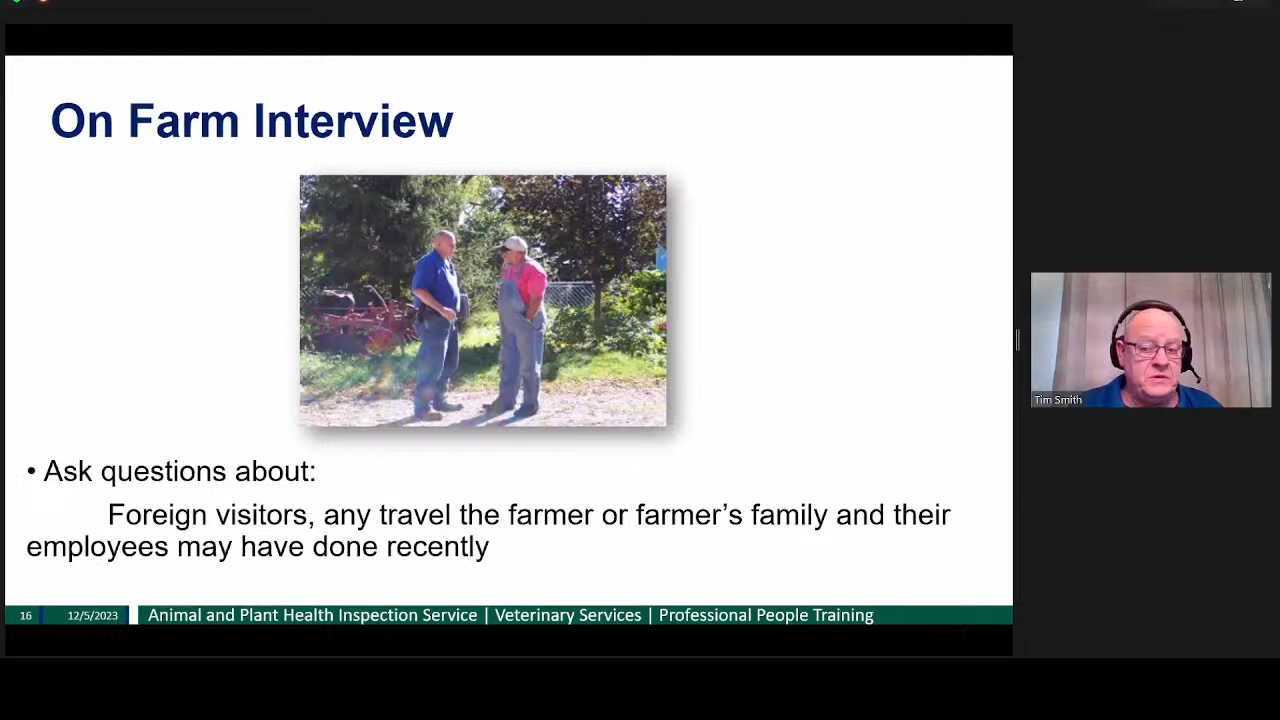 On Farm Interview
• Ask questions about:
Foreign visitors, any travel the farmer or farmer’s family and their
employees may have done recently
16 12/5/2023 Animal and Plant Health Inspection Service | Veterinary Services | Professional People Training
Tim Smith